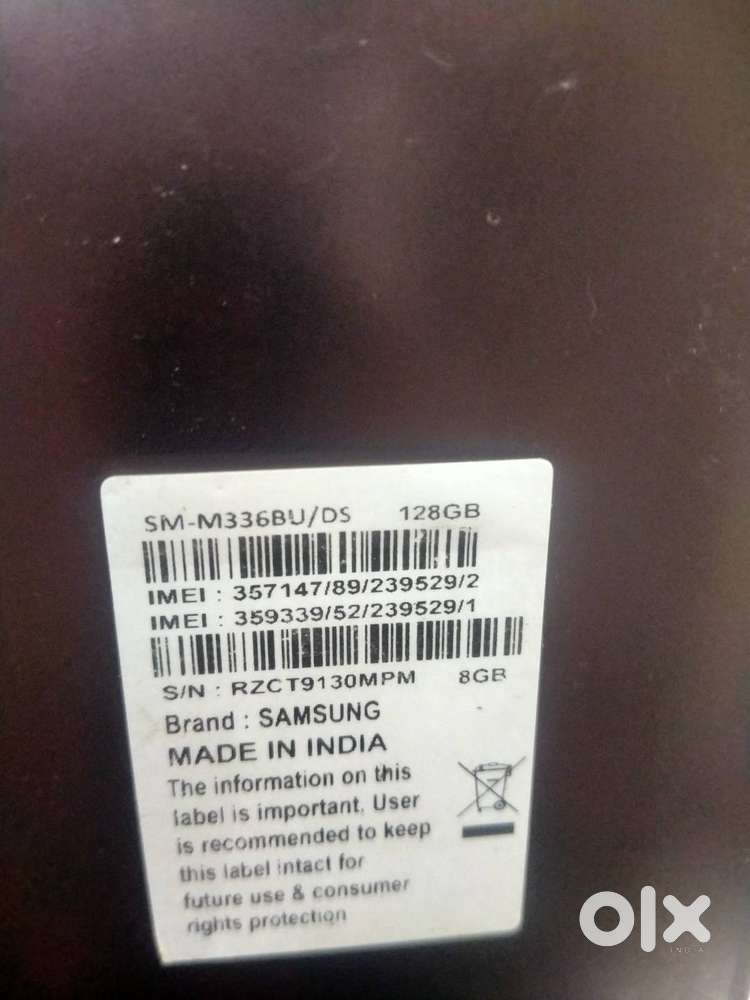 SM-M336BU/DS 128GB
IMEI : 357147/89/239529/2
IMEI : 359339/52/239529/1
S/N : RZCT9130MPM 8GB
Brand : SAMSUNG
MADE IN INDIA
The information on this
label is important. User
is recommended to keep
this label intact for
future use & consumer
rights protection
olx
INDIA